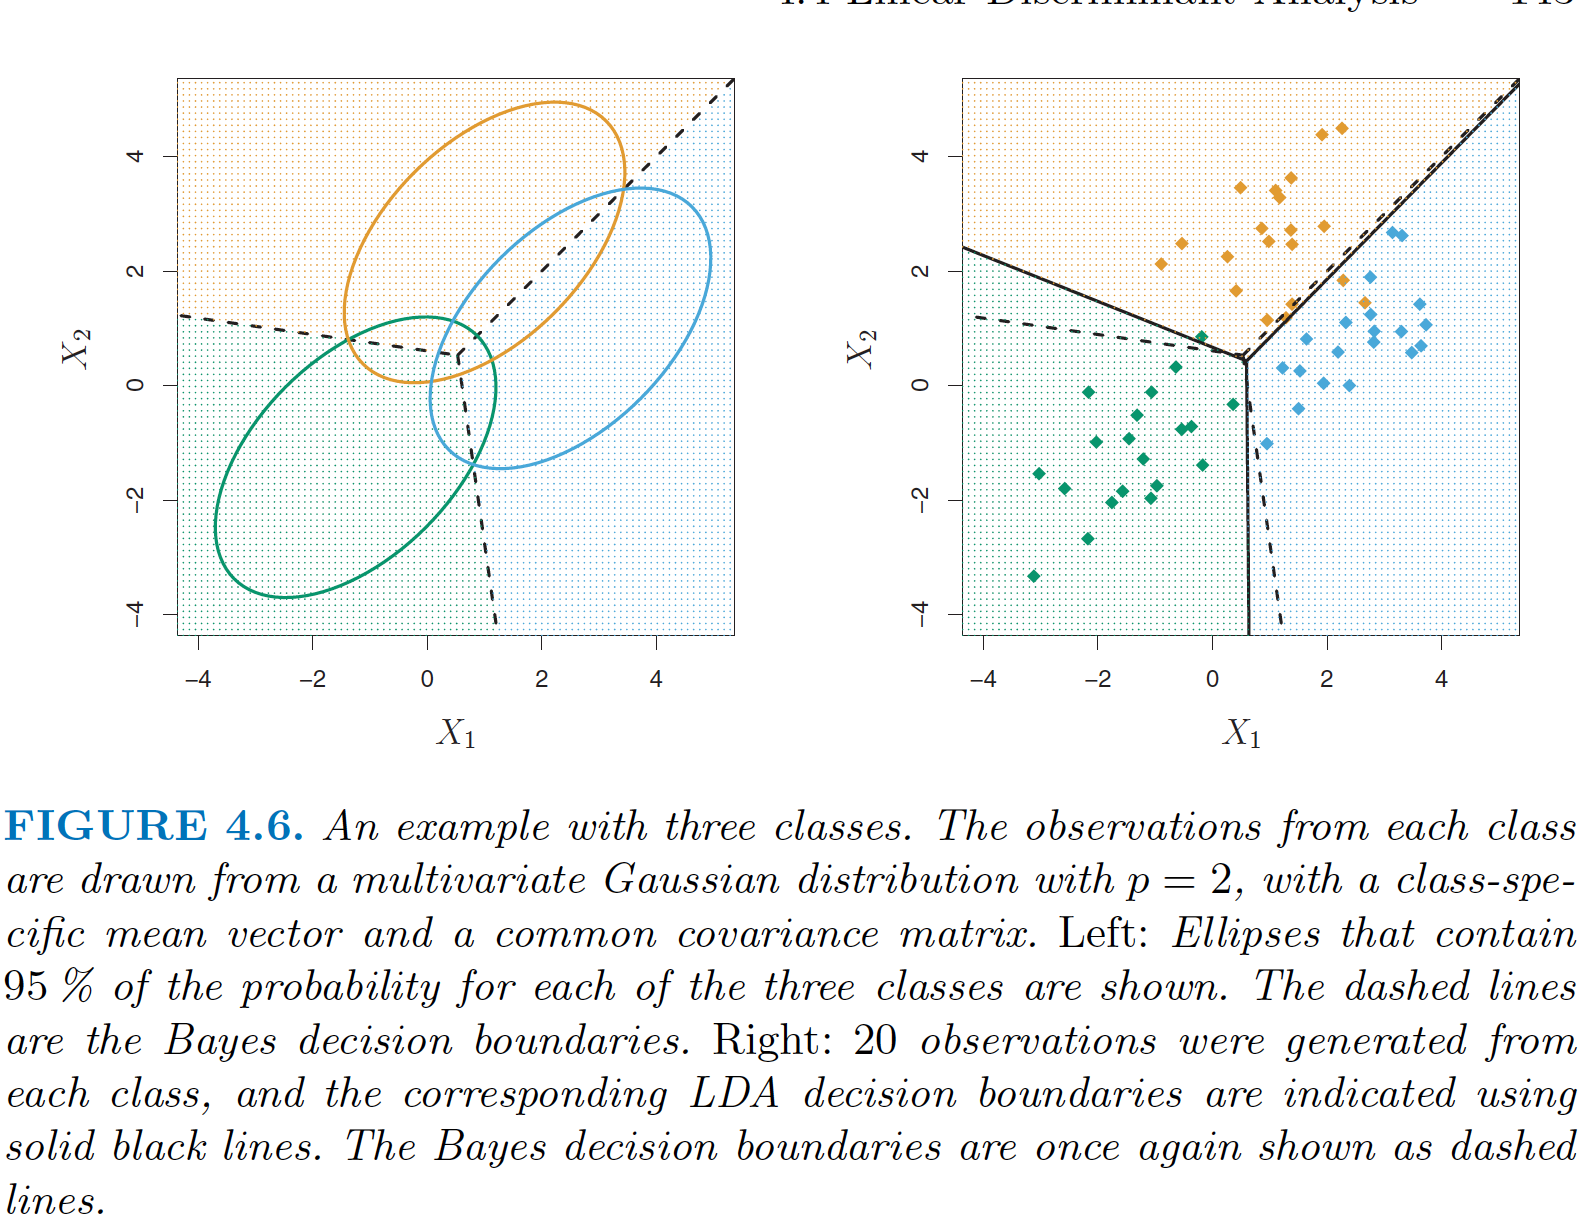 4.4 Linear Discriminant Analysis 143
4
2
0
−2
−4
X2
−4 −2 0 2 4
X1
4
2
0
−2
−4
X2
−4 −2 0 2 4
X1
FIGURE 4.6. An example with three classes. The observations from each class
are drawn from a multivariate Gaussian distribution with p = 2, with a class-spe-
cific mean vector and a common covariance matrix. Left: Ellipses that contain
95 % of the probability for each of the three classes are shown. The dashed lines
are the Bayes decision boundaries. Right: 20 observations were generated from
each class, and the corresponding LDA decision boundaries are indicated using
solid black lines. The Bayes decision boundaries are once again shown as dashed
lines.